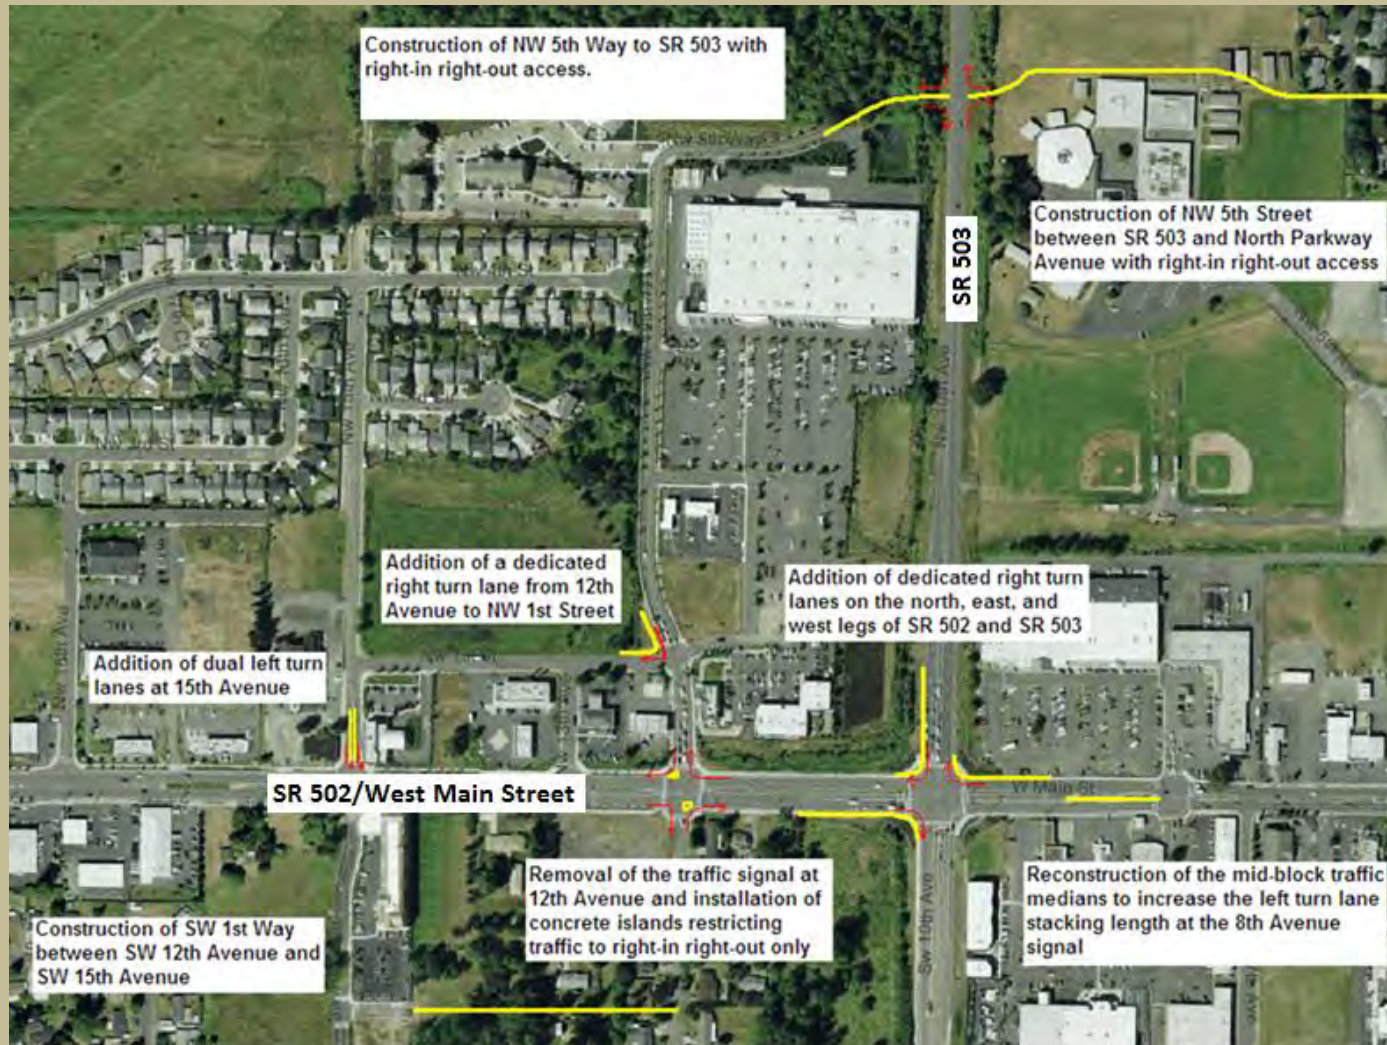 Construction of NW 5th Way to SR 503 with
right-in right-out access.
Construction of NW 5th Street
between SR 503 and North Parkway
Avenue with right-in right-out access
SR 503
Addition of a dedicated
right turn lane from 12th
Avenue to NW 1st Street
Addition of dedicated right turn
lanes on the north, east, and
west legs of SR 502 and SR 503
Addition of dual left turn
lanes at 15th Avenue
SR 502/West Main Street
W Main St
Removal of the traffic signal at
12th Avenue and installation of
concrete islands restricting
traffic to right-in right-out only
Reconstruction of the mid-block traffic
medians to increase the left turn lane
stacking length at the 8th Avenue
signal
Construction of SW 1st Way
between SW 12th Avenue and
SW 15th Avenue
SW 10th Ave